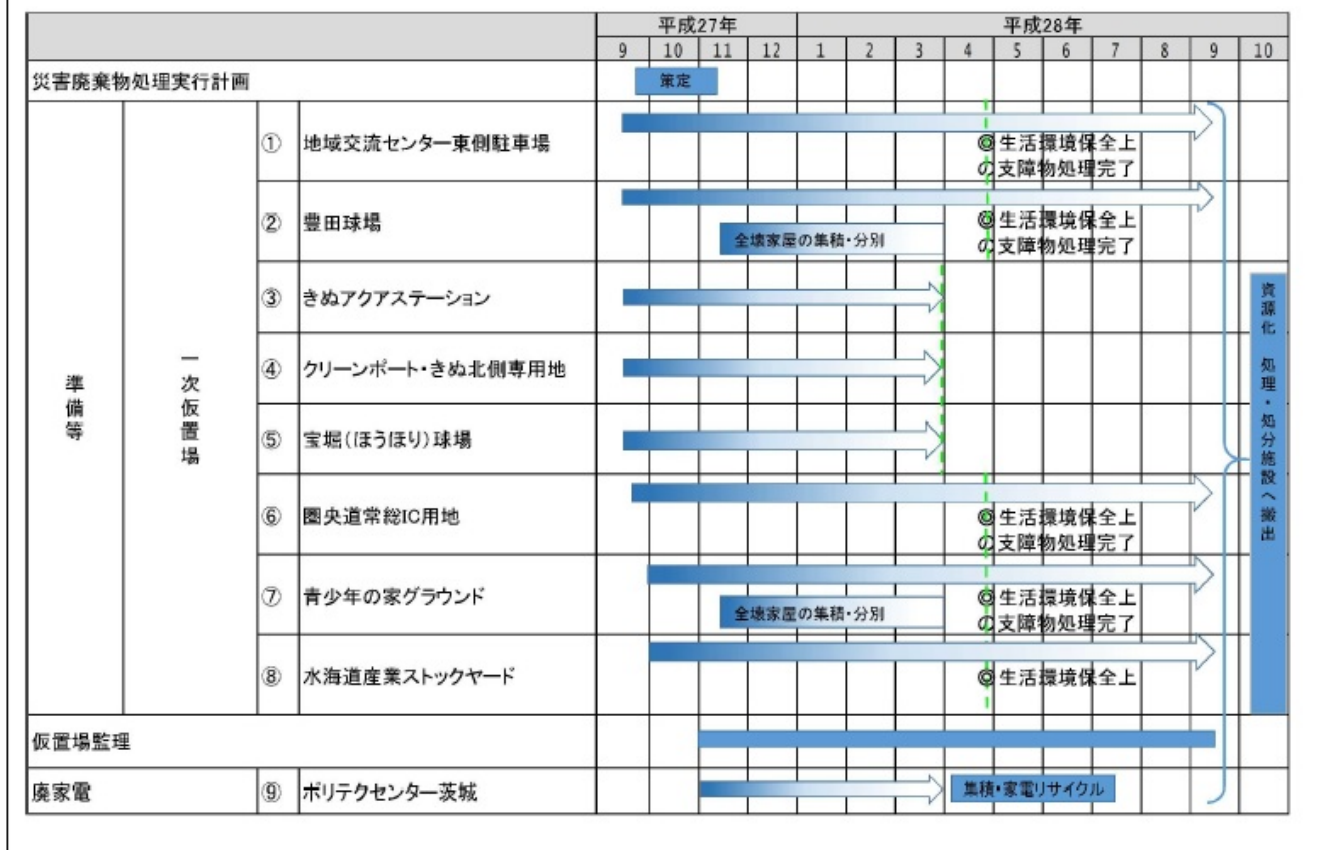 平成27年 平成28年
9 10 11 12 1 2 3 4 5 6 7 8 9 10
災害廃棄物処理実行計画 策定
準備等
一次仮置場
① 地域交流センター東側駐車場
◎生活環境保全上
の支障物処理完了
② 豊田球場
全壊家屋の集積・分別
◎生活環境保全上
の支障物処理完了
③ きぬアクアステーション
④ クリーンポート・きぬ北側専用地
⑤ 宝堀(ほうほり)球場
⑥ 圏央道常総IC用地
◎生活環境保全上
の支障物処理完了
⑦ 青少年の家グラウンド
全壊家屋の集積・分別
◎生活環境保全上
の支障物処理完了
⑧ 水海道産業ストックヤード
◎生活環境保全上
資源化 処理・処分施設へ搬出
仮置場監理
廃家電 ⑨ ポリテクセンター茨城 集積・家電リサイクル